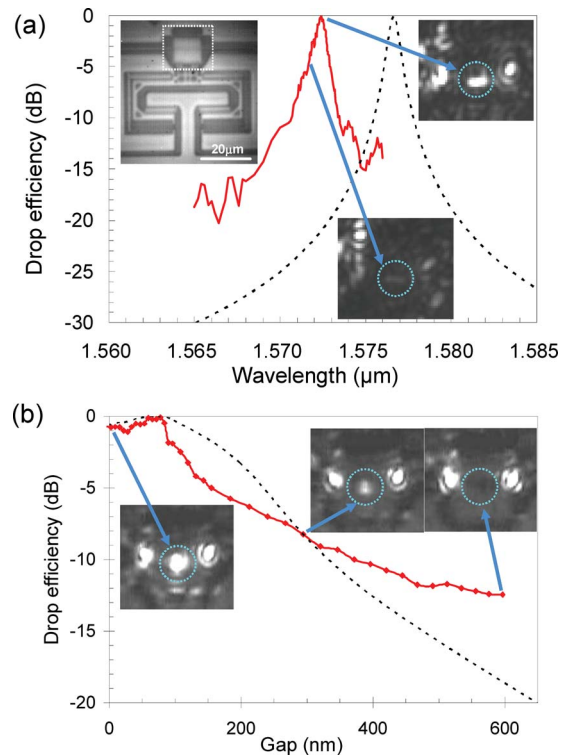 (a)
Drop efficiency (dB)
0
-5
-10
-15
-20
-25
-30
20μm
1.560 1.565 1.570 1.575 1.580 1.585
Wavelength (μm)
(b)
Drop efficiency (dB)
0
-5
-10
-15
-20
0 200 400 600
Gap (nm)